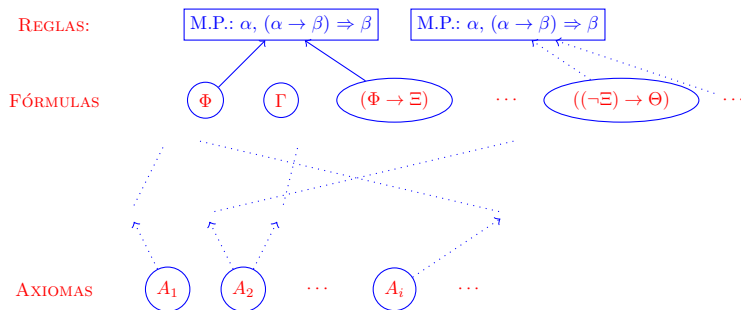 REGLAS: M.P.: α, (α → β) ⇒ β M.P.: α, (α → β) ⇒ β
FÓRMULAS Φ Γ (Φ → Ξ) ⋯ ((¬Ξ) → Θ) ⋯
AXIOMAS A₁ A₂ ⋯ Aᵢ ⋯